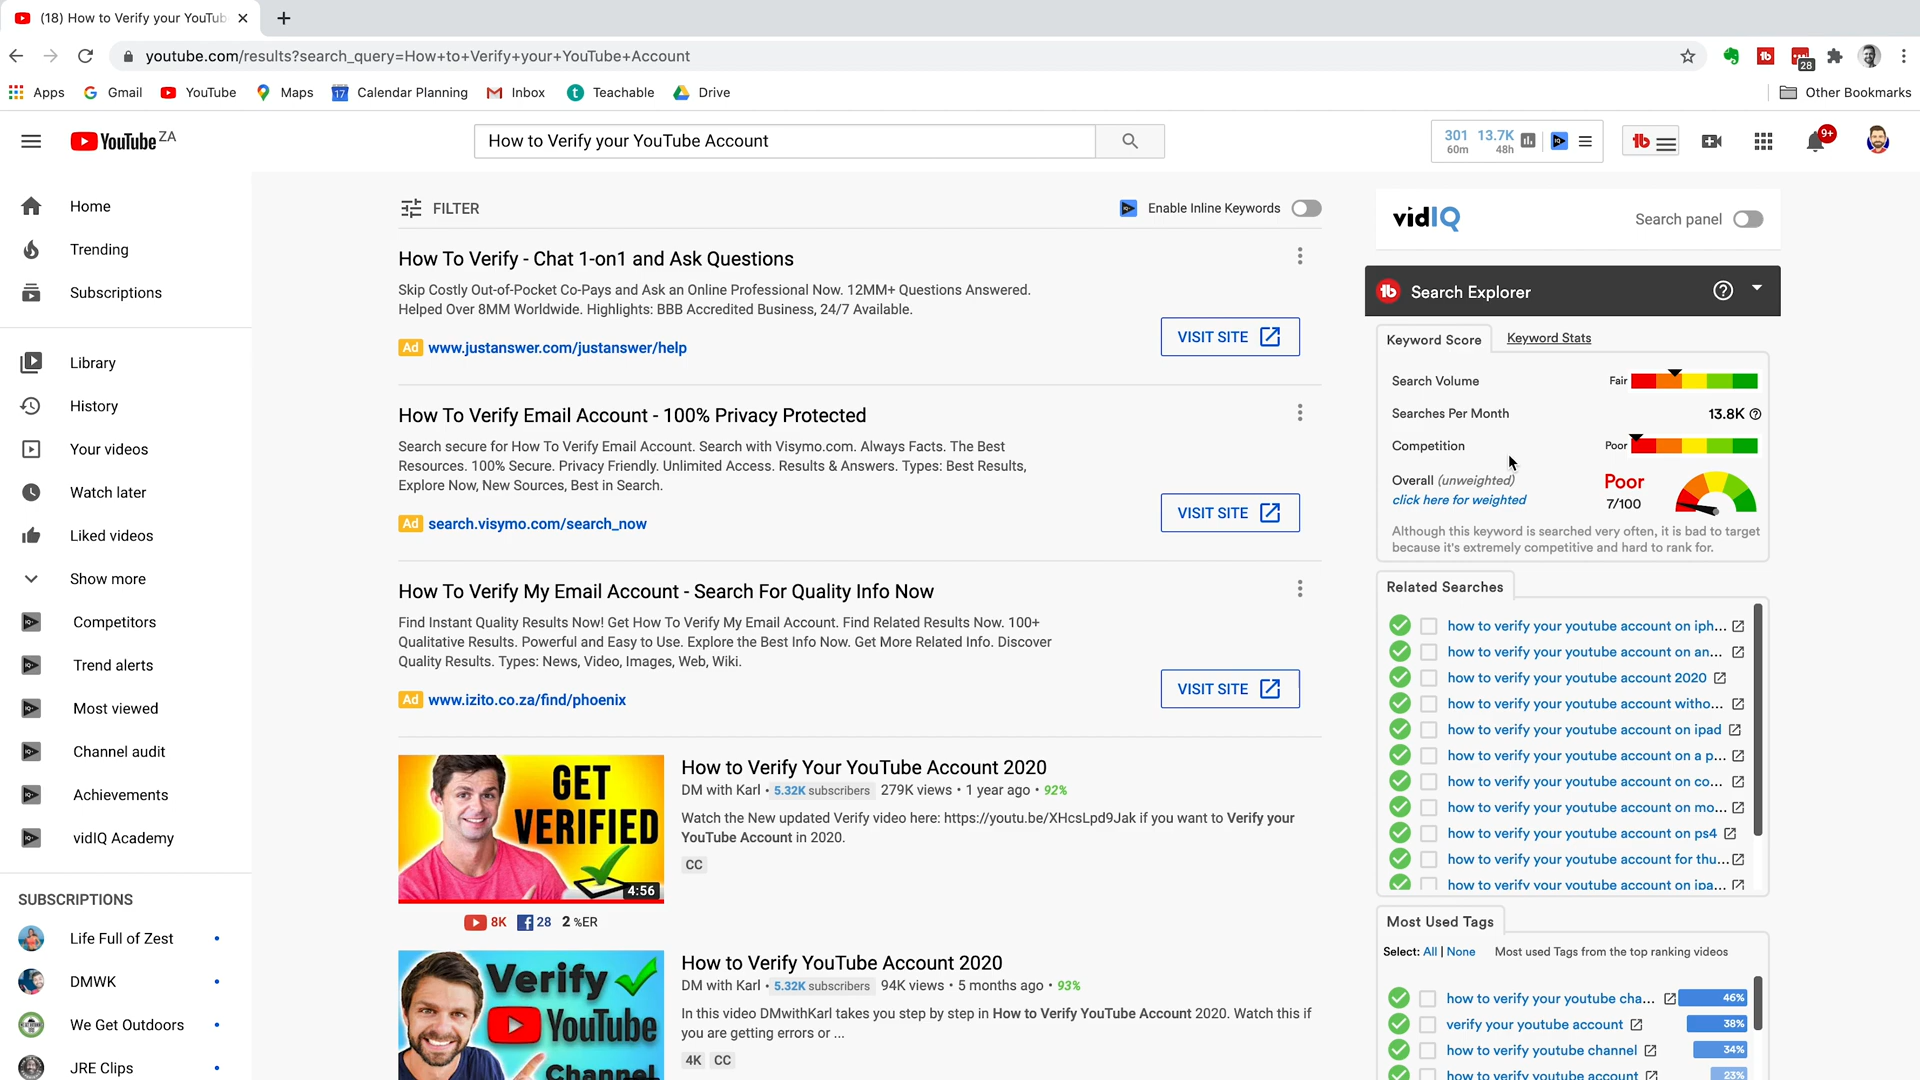 (18) How to Verify your YouTub
youtube.com/results?search_query=How+to+Verify+your+YouTube+Account
28
Apps
Gmail
YouTube
Maps
17
Calendar Planning
Inbox
t
Teachable
Drive
Other Bookmarks
YouTube ZA
How to Verify your YouTube Account
301
60m
13.7K
48h
tb
9+
Home
Trending
Subscriptions
Library
History
Your videos
Watch later
Liked videos
Show more
Competitors
Trend alerts
Most viewed
Channel audit
Achievements
vidIQ Academy
SUBSCRIPTIONS
Life Full of Zest
DMWK
We Get Outdoors
JRE Clips
FILTER
Enable Inline Keywords
How To Verify - Chat 1-on1 and Ask Questions
Skip Costly Out-of-Pocket Co-Pays and Ask an Online Professional Now. 12MM+ Questions Answered.
Helped Over 8MM Worldwide. Highlights: BBB Accredited Business, 24/7 Available.
Ad www.justanswer.com/justanswer/help
VISIT SITE
How To Verify Email Account - 100% Privacy Protected
Search secure for How To Verify Email Account. Search with Visymo.com. Always Facts. The Best
Resources. 100% Secure. Privacy Friendly. Unlimited Access. Results & Answers. Types: Best Results,
Explore Now, New Sources, Best in Search.
Ad search.visymo.com/search_now
VISIT SITE
How To Verify My Email Account - Search For Quality Info Now
Find Instant Quality Results Now! Get How To Verify My Email Account. Find Related Results Now. 100+
Qualitative Results. Powerful and Easy to Use. Explore the Best Info Now. Get More Related Info. Discover
Quality Results. Types: News, Video, Images, Web, Wiki.
Ad www.izito.co.za/find/phoenix
VISIT SITE
GET
VERIFIED
4:56
8K
28
2 %ER
How to Verify Your YouTube Account 2020
DM with Karl • 5.32K subscribers 279K views • 1 year ago • 92%
Watch the New updated Verify video here: https://youtu.be/XHcsLpd9Jak if you want to Verify your
YouTube Account in 2020.
CC
Verify
YouTube
Channel
How to Verify YouTube Account 2020
DM with Karl • 5.32K subscribers 94K views • 5 months ago • 93%
In this video DMwithKarl takes you step by step in How to Verify YouTube Account 2020. Watch this if
you are getting errors or ...
4K CC
vidIQ
Search panel
tb Search Explorer
Keyword Score
Keyword Stats
Search Volume
Fair
Searches Per Month
13.8K
Competition
Poor
Overall (unweighted)
click here for weighted
Poor
7/100
Although this keyword is searched very often, it is bad to target
because it's extremely competitive and hard to rank for.
Related Searches
how to verify your youtube account on iph...
how to verify your youtube account on an...
how to verify your youtube account 2020
how to verify your youtube account witho...
how to verify your youtube account on ipad
how to verify your youtube account on a p...
how to verify your youtube account on co...
how to verify your youtube account on mo...
how to verify your youtube account on ps4
how to verify your youtube account for thu...
how to verify your youtube account on ipa...
Most Used Tags
Select: All | None
Most used Tags from the top ranking videos
how to verify your youtube cha...
46%
verify your youtube account
38%
how to verify youtube channel
34%
how to verify youtube account
23%